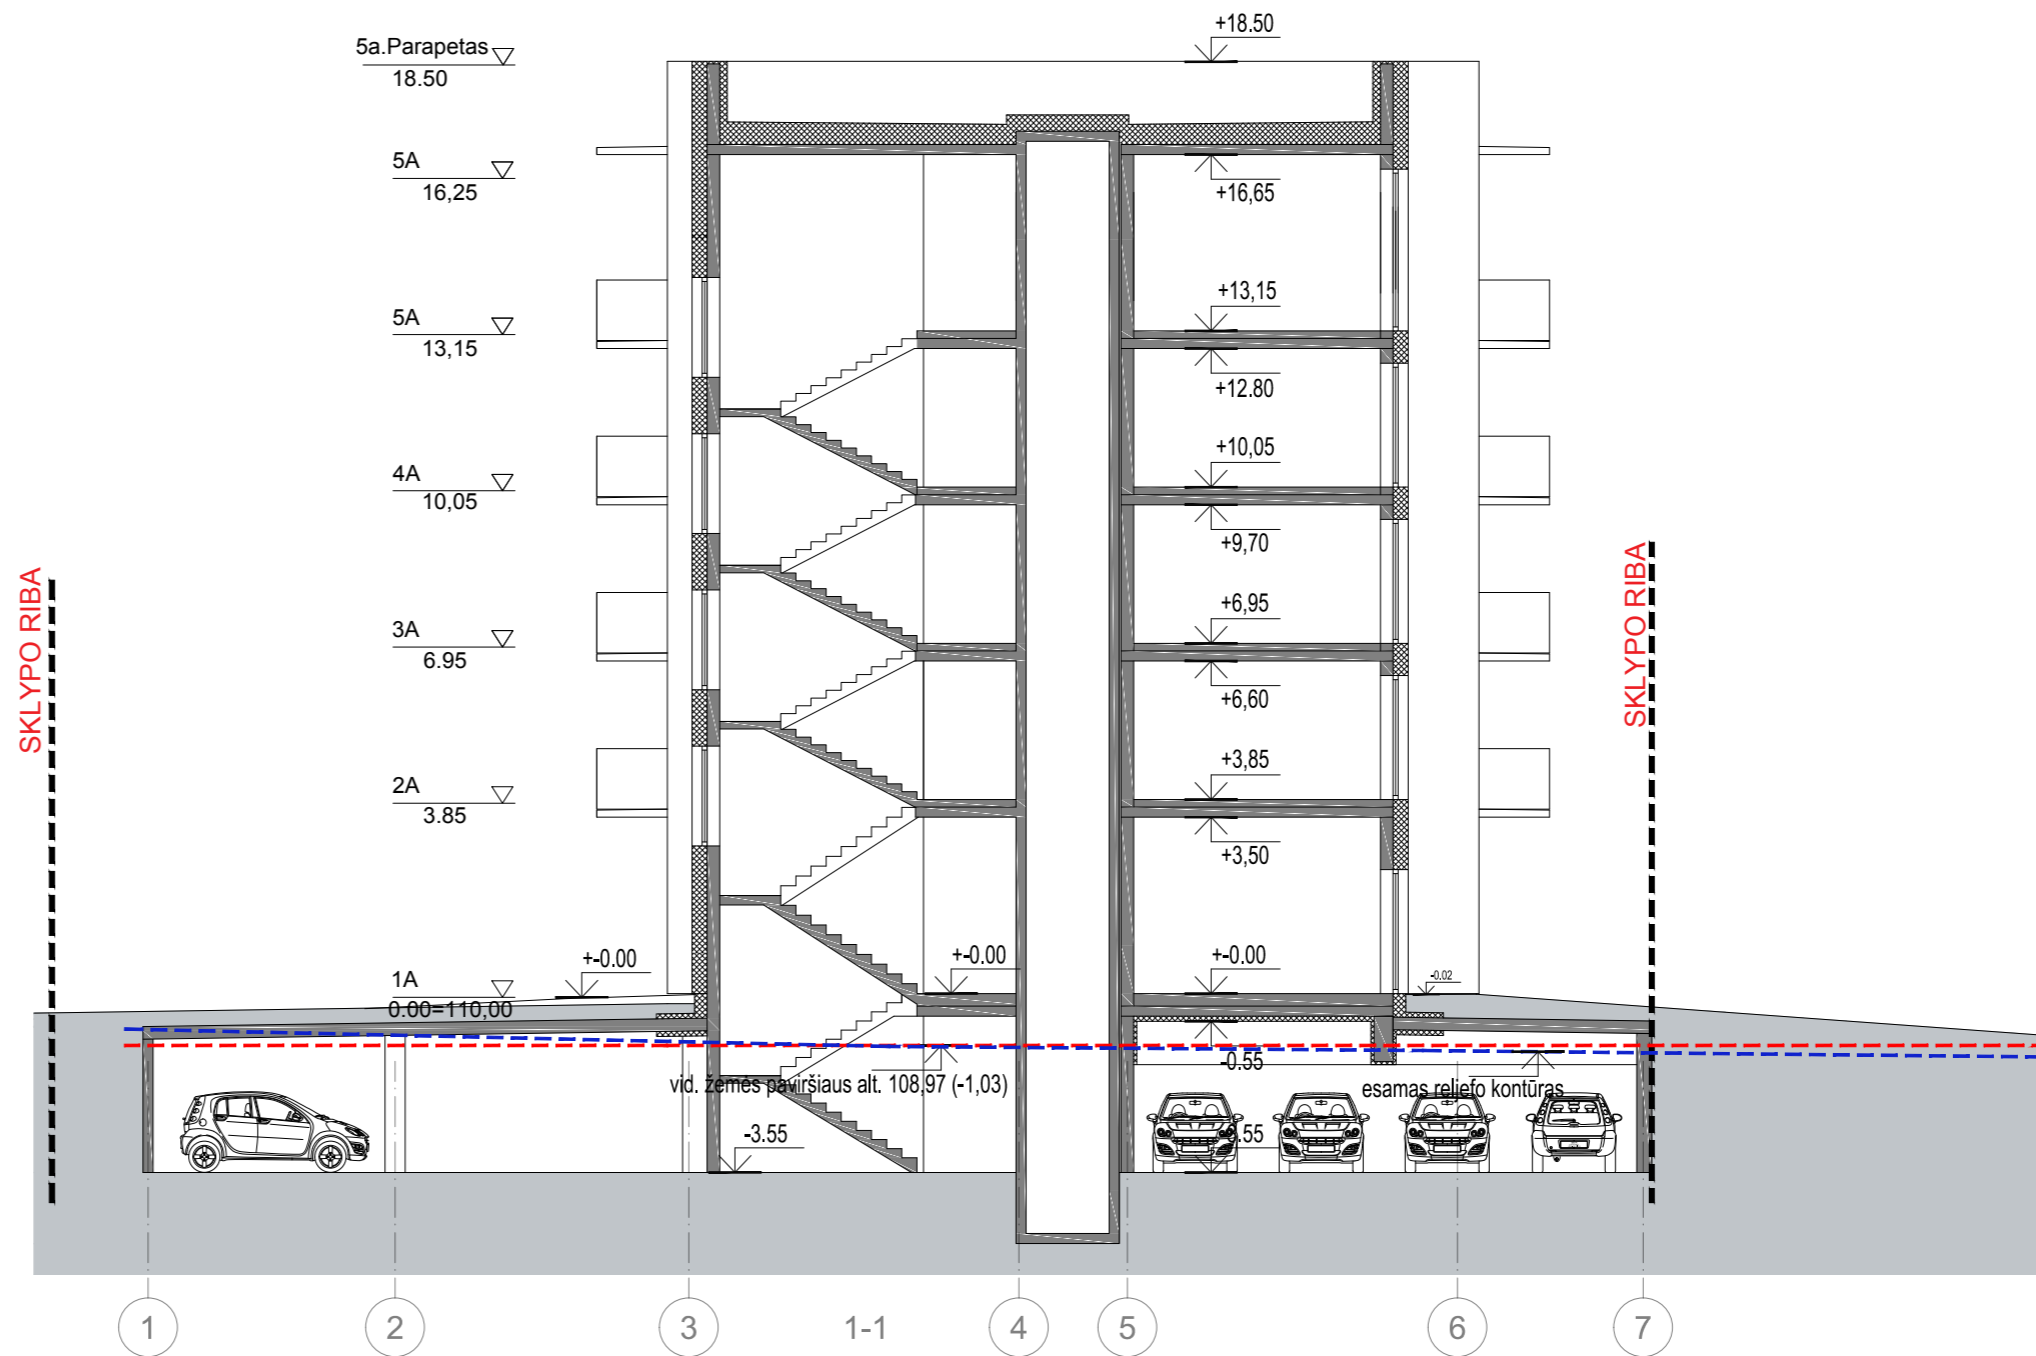 +18.50
5a.Parapetas
18.50
5A
16,25
+16,65
+13,15
5A
13,15
+12.80
+10,05
4A
10,05
+9,70
SKLYPO RIBA
SKLYPO RIBA
+6,95
3A
6.95
+6,60
+3,85
2A
3.85
+3,50
+-0.00
+-0.00
+-0.00
-0.02
1A
0.00=110,00
-0.55
vid. žemės paviršiaus alt. 108,97 (-1,03)
esamas reljefo kontūras
-3.55
1
2
3
1-1
4
5
6
7